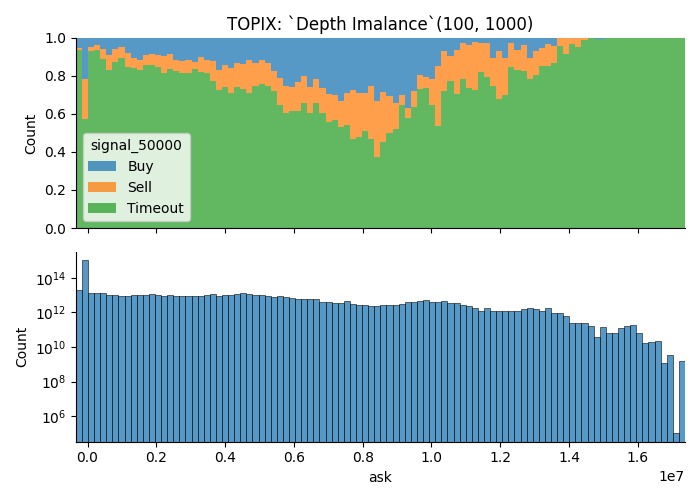 TOPIX: `Depth Imalance`(100, 1000)
1.0
0.8
0.6
0.4
0.2
0.0
Count
signal_50000
Buy
Sell
Timeout
10^14
10^12
10^10
10^8
10^6
Count
0.0 0.2 0.4 0.6 0.8 1.0 1.2 1.4 1.6
1e7
ask